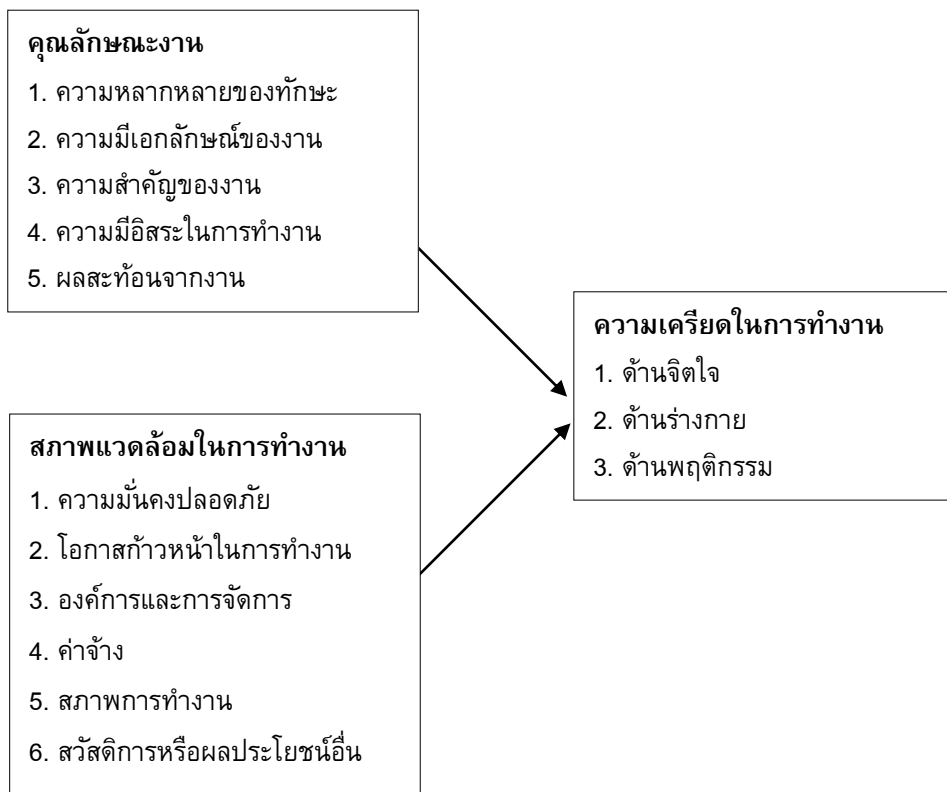 คุณลักษณะงาน
1. ความหลากหลายของทักษะ
2. ความมีเอกลักษณ์ของงาน
3. ความสำคัญของงาน
4. ความมีอิสระในการทำงาน
5. ผลสะท้อนจากงาน
ความเครียดในการทำงาน
1. ด้านจิตใจ
2. ด้านร่างกาย
3. ด้านพฤติกรรม
สภาพแวดล้อมในการทำงาน
1. ความมั่นคงปลอดภัย
2. โอกาสก้าวหน้าในการทำงาน
3. องค์การและการจัดการ
4. ค่าจ้าง
5. สภาพการทำงาน
6. สวัสดิการหรือผลประโยชน์อื่น